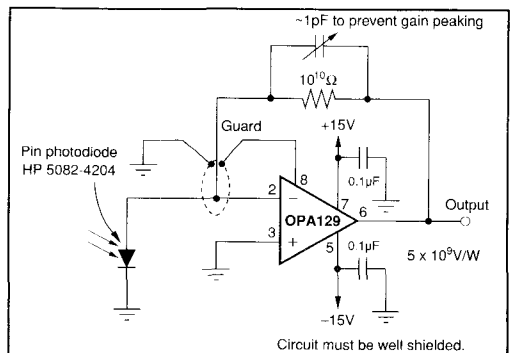 ~1pF to prevent gain peaking
10¹⁰Ω
Guard
+15V
Pin photodiode
HP 5082-4204
8
0.1µF
2
−
7
OPA129
6
Output
3
+
5
0.1µF
5 x 10⁹V/W
−15V
Circuit must be well shielded.